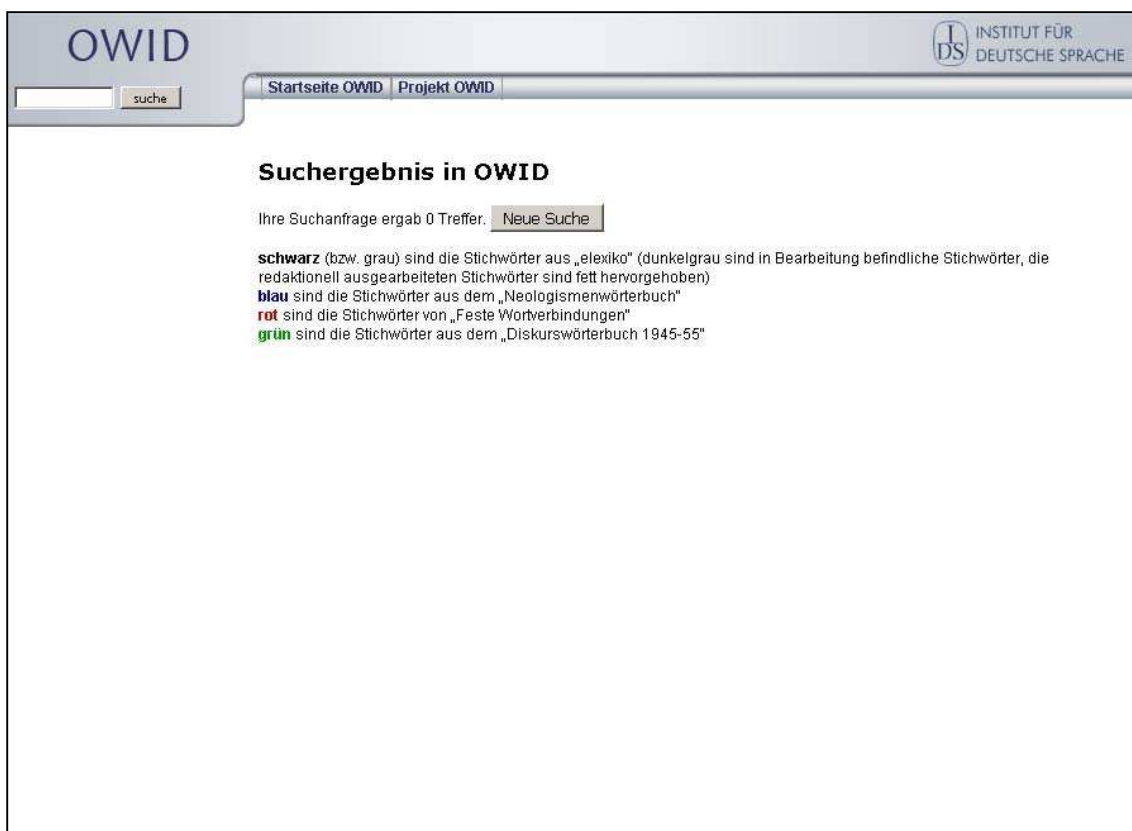 OWID
INSTITUT FÜR
DEUTSCHE SPRACHE
IDS
suche
Startseite OWID Projekt OWID
Suchergebnis in OWID
Ihre Suchanfrage ergab 0 Treffer. Neue Suche
schwarz (bzw. grau) sind die Stichwörter aus „elexiko" (dunkelgrau sind in Bearbeitung befindliche Stichwörter, die
redaktionell ausgearbeiteten Stichwörter sind fett hervorgehoben)
blau sind die Stichwörter aus dem „Neologismenwörterbuch"
rot sind die Stichwörter von „Feste Wortverbindungen"
grün sind die Stichwörter aus dem „Diskurswörterbuch 1945-55"